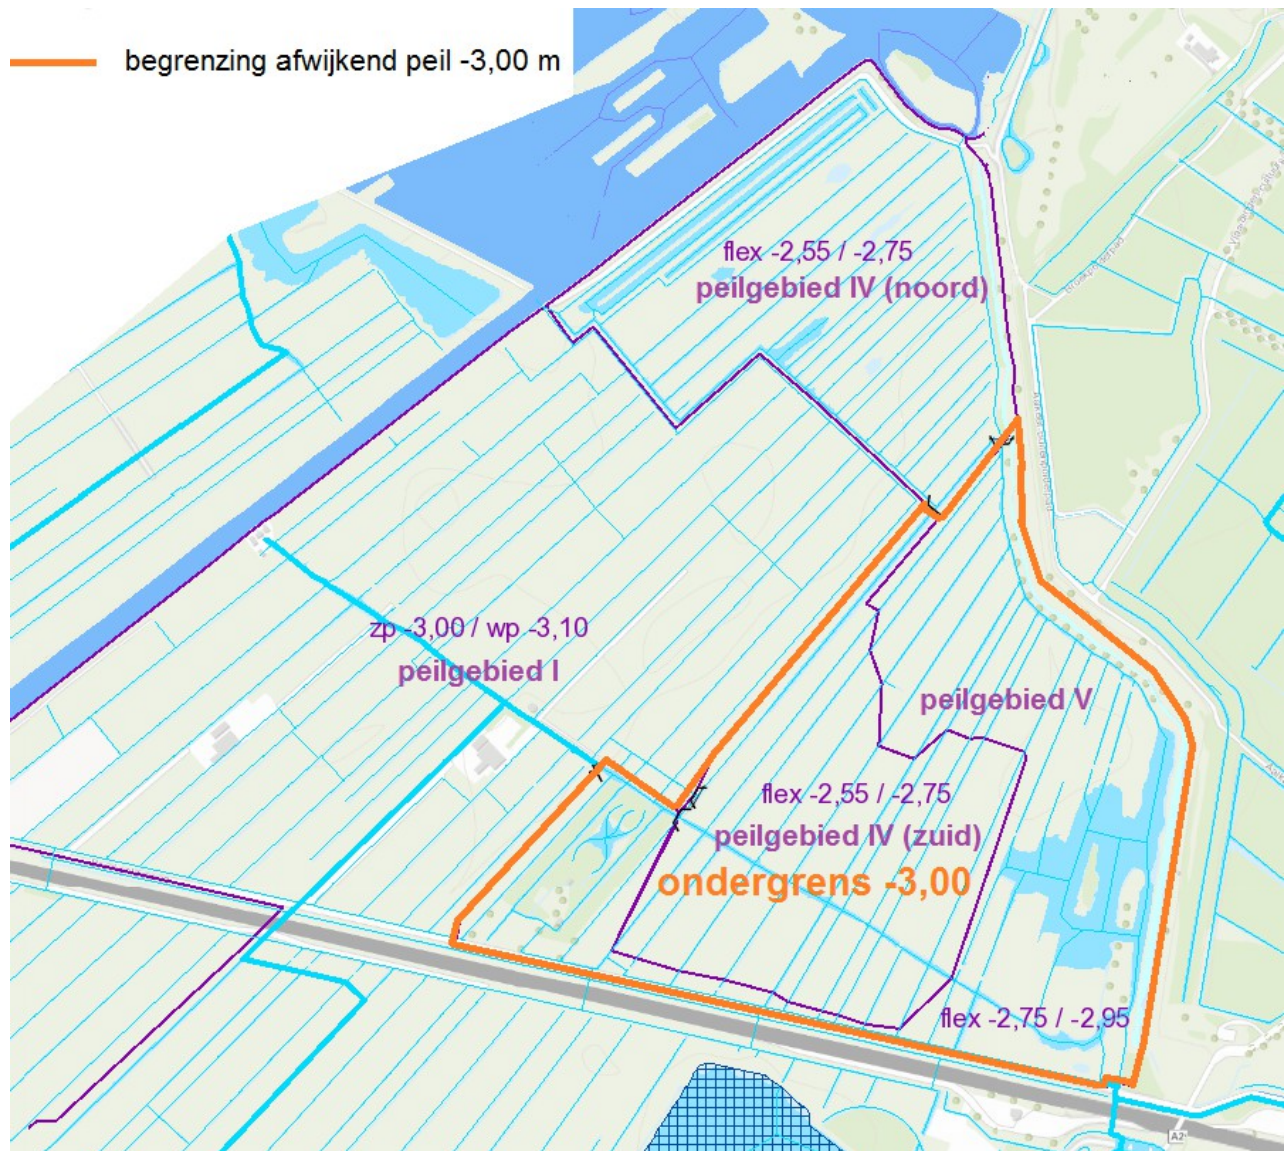 begrenzing afwijkend peil -3,00 m
flex -2,55 / -2,75
peilgebied IV (noord)
zp -3,00 / wp -3,10
peilgebied I
peilgebied V
flex -2,55 / -2,75
peilgebied IV (zuid)
ondergrens -3,00
flex -2,75 / -2,95
A2